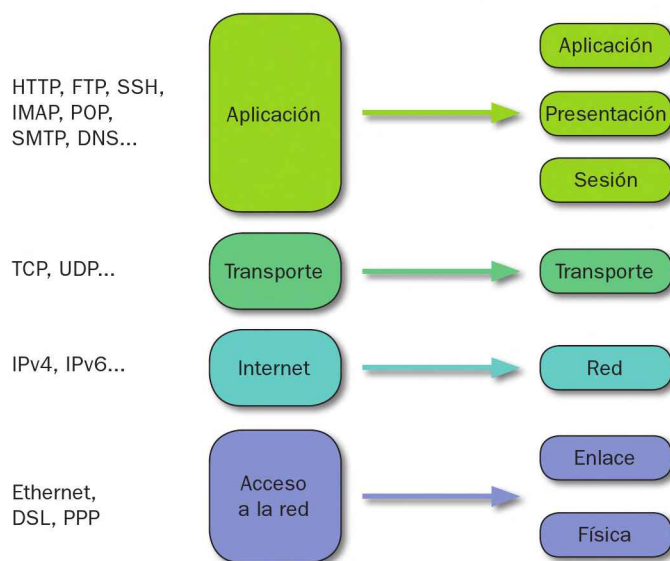 HTTP, FTP, SSH,
IMAP, POP,
SMTP, DNS...
Aplicación
Aplicación
Presentación
Sesión
TCP, UDP...
Transporte
Transporte
IPv4, IPv6...
Internet
Red
Ethernet,
DSL, PPP
Acceso
a la red
Enlace
Física